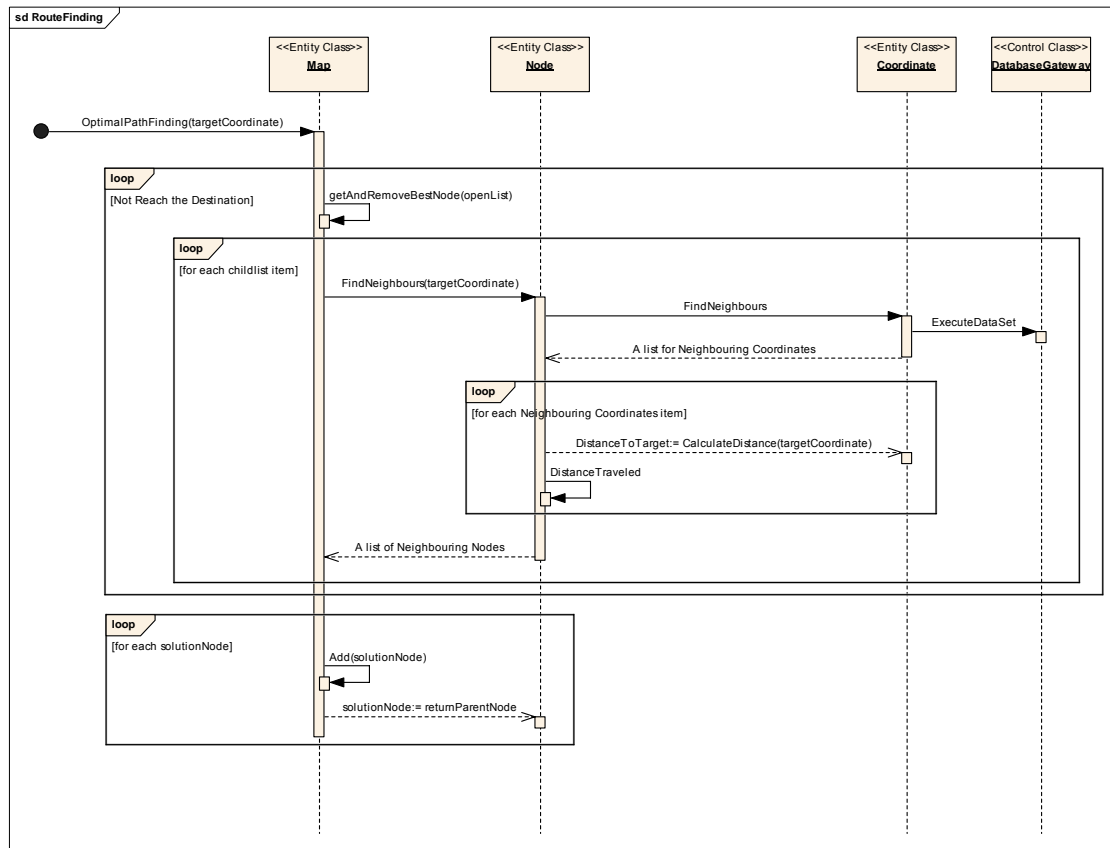 sd RouteFinding
<<Entity Class>>
Map
<<Entity Class>>
Node
<<Entity Class>>
Coordinate
<<Control Class>>
DatabaseGateway
OptimalPathFinding(targetCoordinate)
loop
[Not Reach the Destination]
getAndRemoveBestNode(openList)
loop
[for each childlist item]
FindNeighbours(targetCoordinate)
FindNeighbours
ExecuteDataSet
A list for Neighbouring Coordinates
loop
[for each Neighbouring Coordinates item]
DistanceToTarget:= CalculateDistance(targetCoordinate)
DistanceTraveled
A list of Neighbouring Nodes
loop
[for each solutionNode]
Add(solutionNode)
solutionNode:= returnParentNode